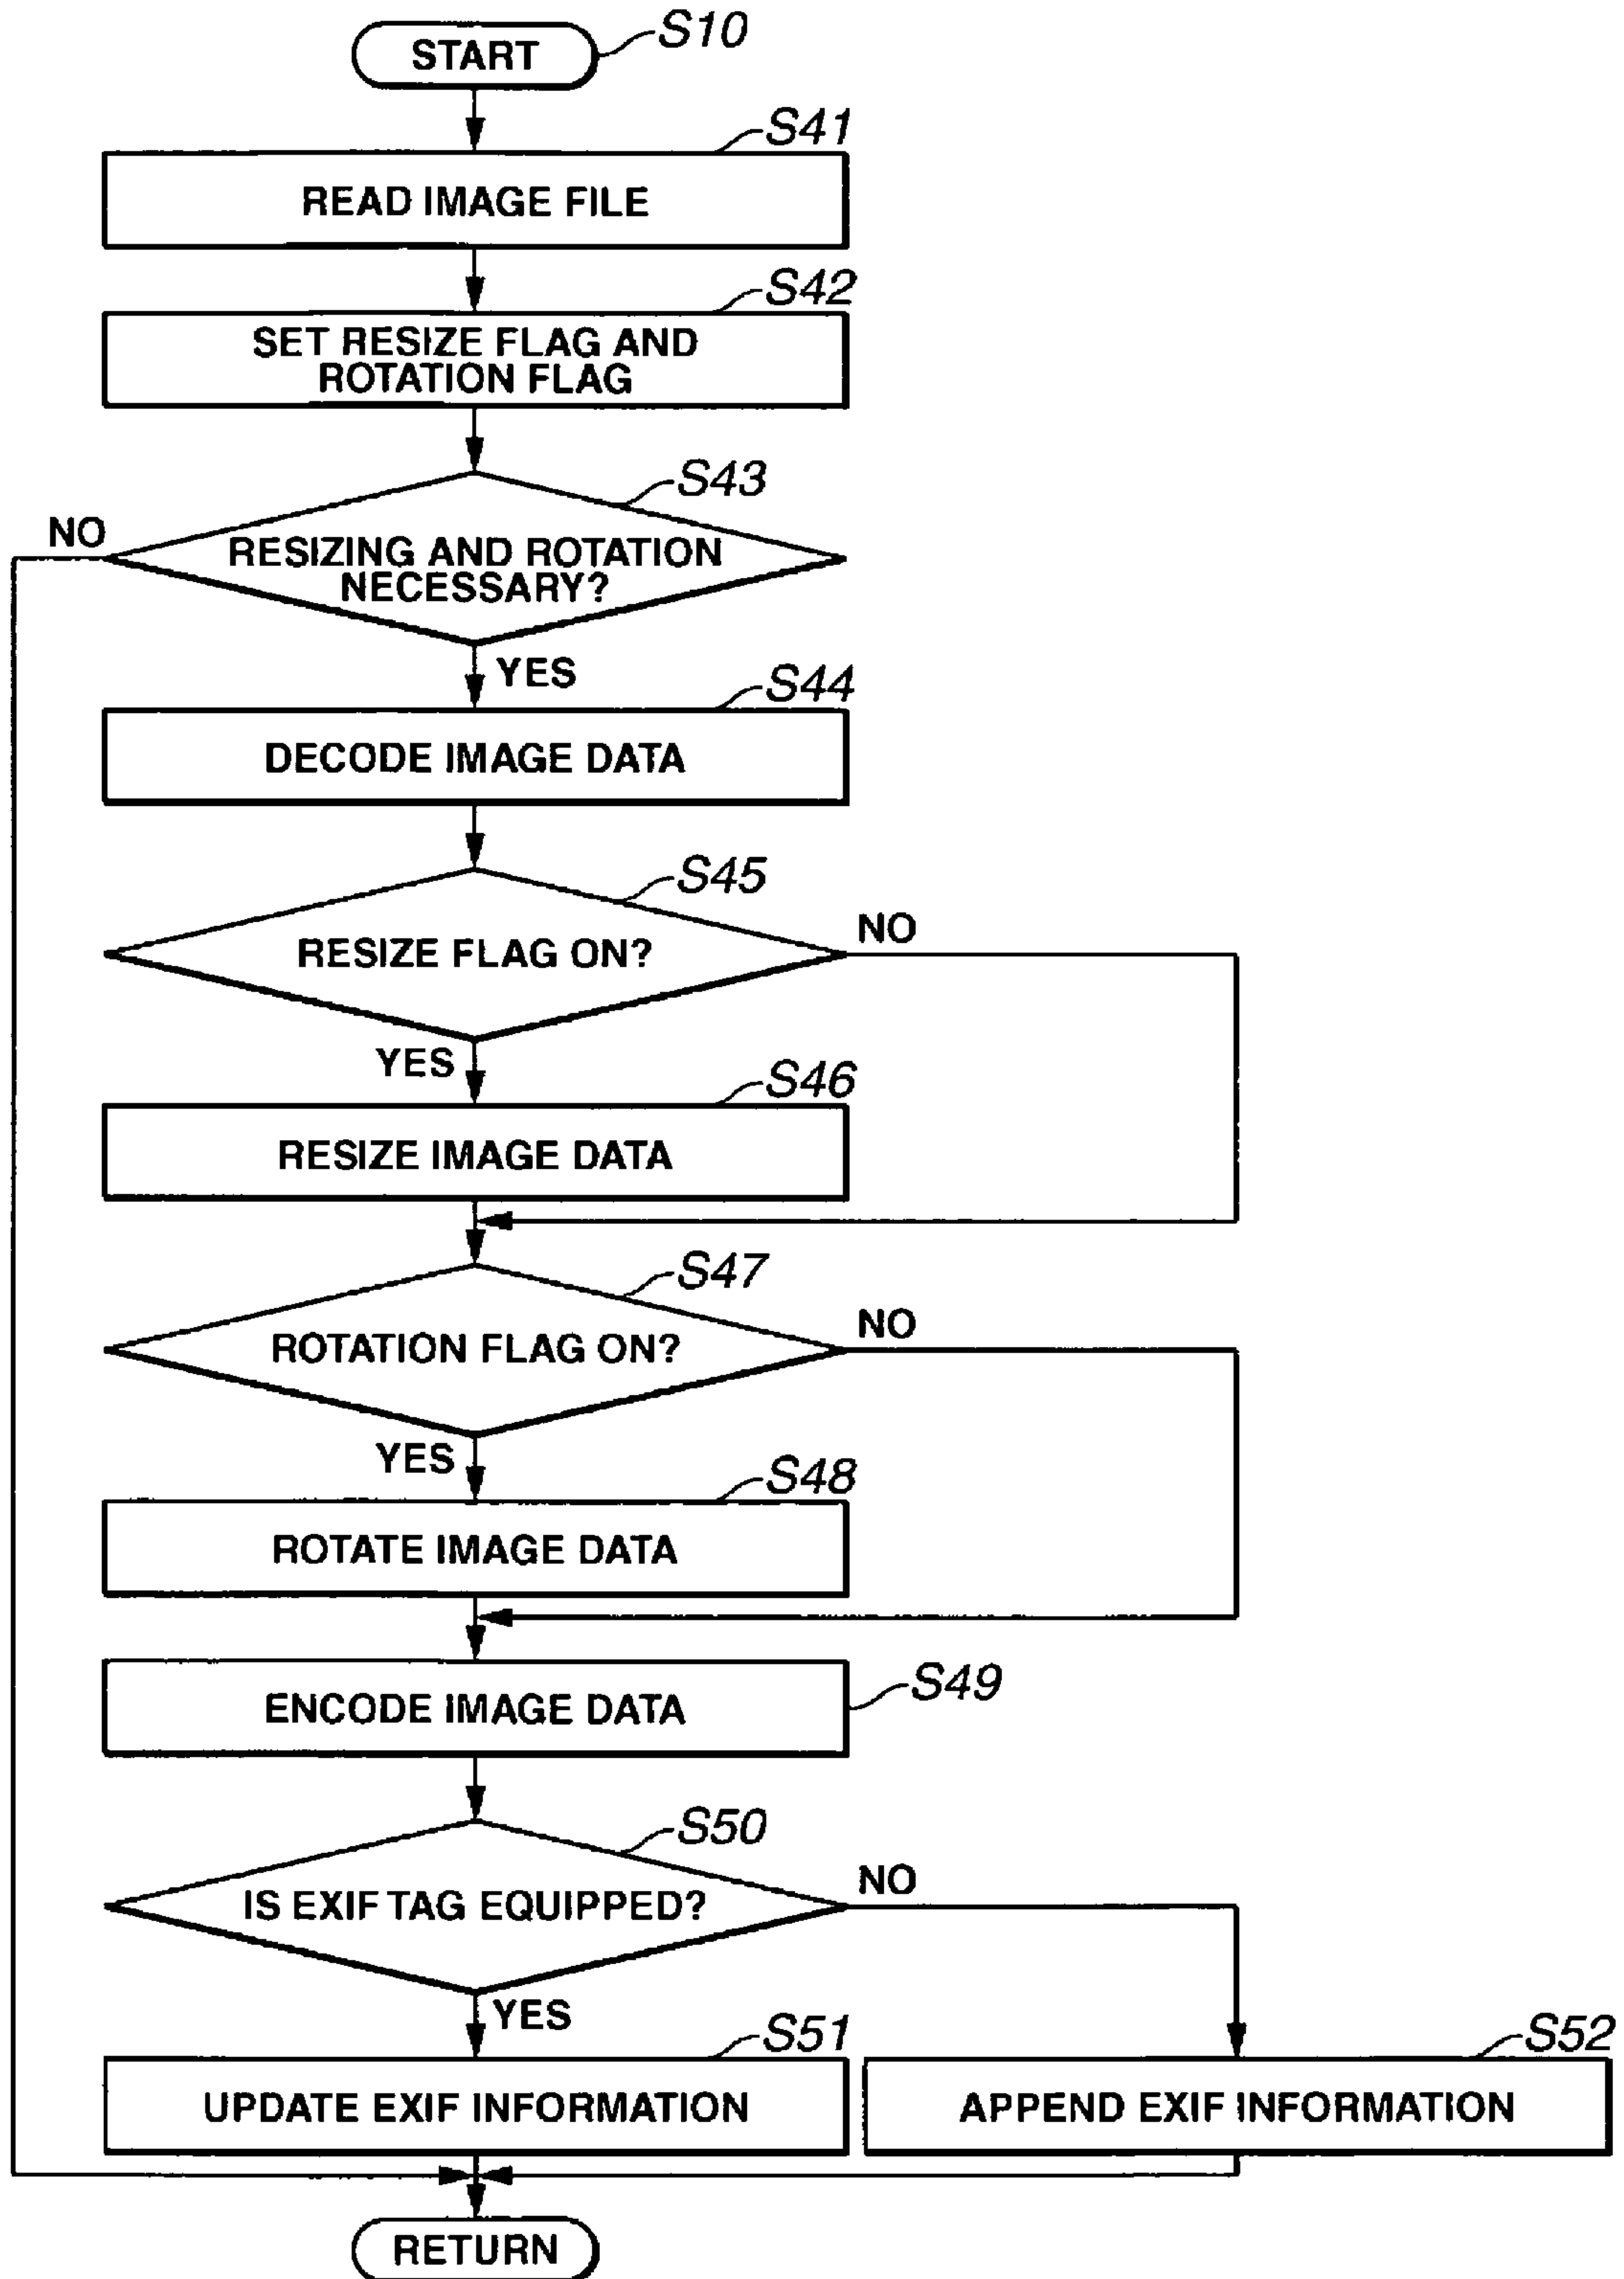 START
S10
S41
READ IMAGE FILE
S42
SET RESIZE FLAG AND
ROTATION FLAG
S43
NO
RESIZING AND ROTATION
NECESSARY?
YES
S44
DECODE IMAGE DATA
S45
NO
RESIZE FLAG ON?
YES
S46
RESIZE IMAGE DATA
S47
NO
ROTATION FLAG ON?
YES
S48
ROTATE IMAGE DATA
S49
ENCODE IMAGE DATA
S50
NO
IS EXIF TAG EQUIPPED?
YES
S51
S52
UPDATE EXIF INFORMATION
APPEND EXIF INFORMATION
RETURN